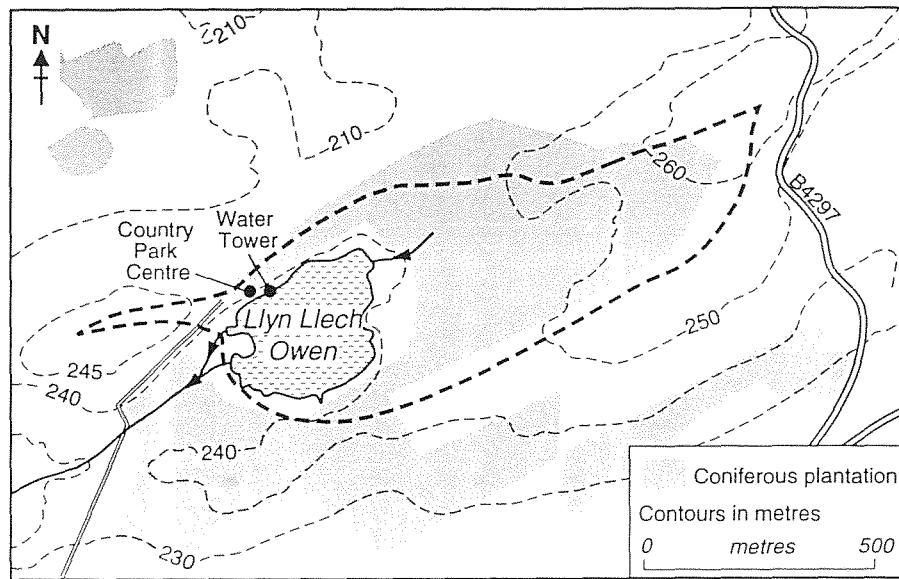 N
210
210
260
B4297
Country
Park
Centre
Water
Tower
Llyn Llech
Owen
250
245
240
240
230
Coniferous plantation
Contours in metres
0 metres 500